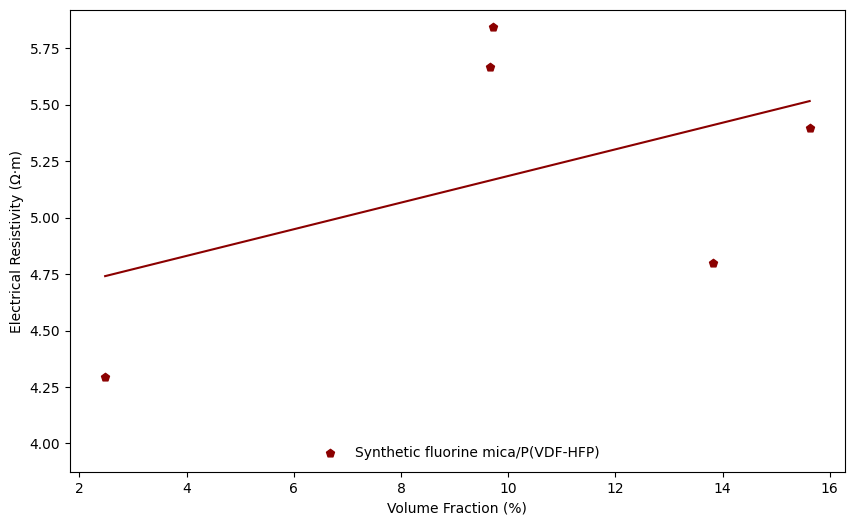 5.75
5.50
5.25
5.00
4.75
4.50
4.25
4.00
Electrical Resistivity (Ω·m)
Synthetic fluorine mica/P(VDF-HFP)
2 4 6 8 10 12 14 16
Volume Fraction (%)